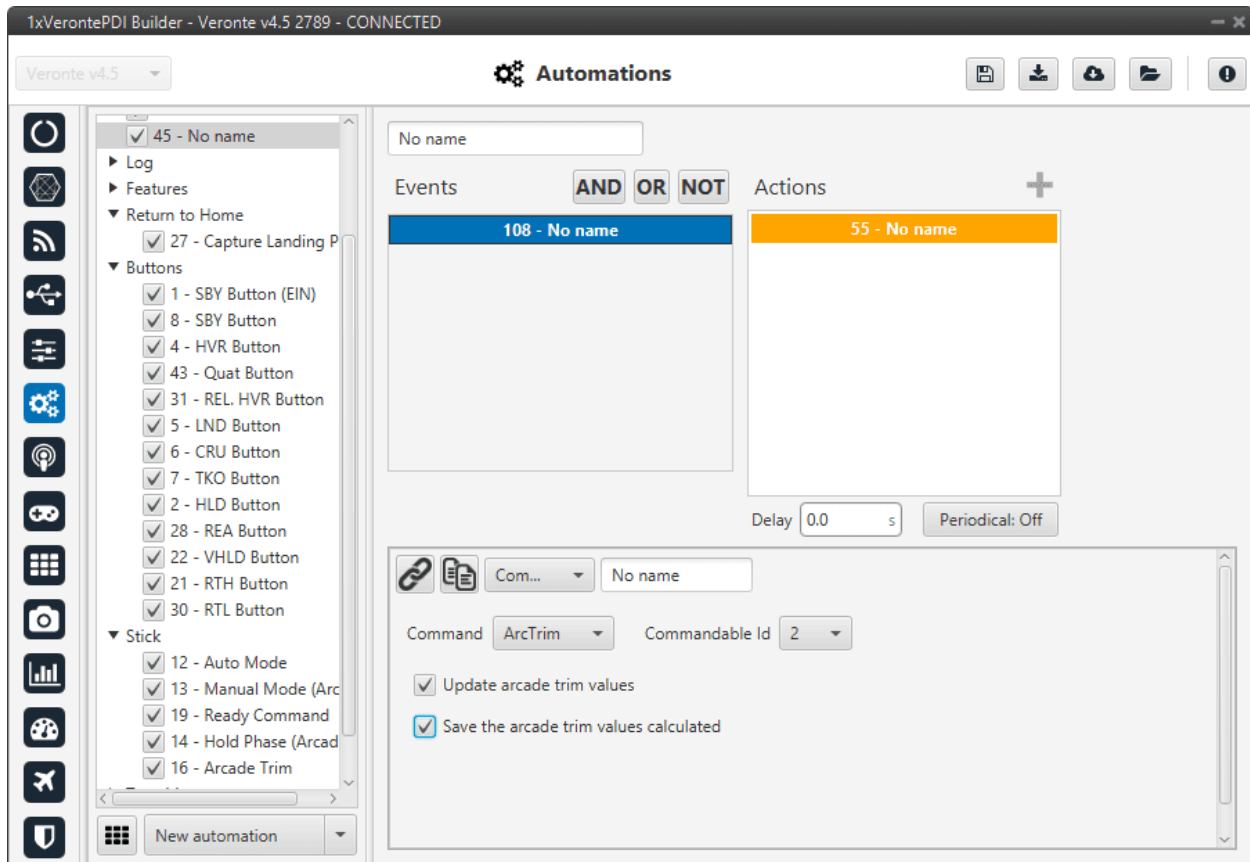 1xVerontePDI Builder - Veronte v4.5 2789 - CONNECTED
Veronte v4.5
Automations
45 - No name
Log
Features
Return to Home
27 - Capture Landing P
Buttons
1 - SBY Button (EIN)
8 - SBY Button
4 - HVR Button
43 - Quat Button
31 - REL. HVR Button
5 - LND Button
6 - CRU Button
7 - TKO Button
2 - HLD Button
28 - REA Button
22 - VHLD Button
21 - RTH Button
30 - RTL Button
Stick
12 - Auto Mode
13 - Manual Mode (Arc
19 - Ready Command
14 - Hold Phase (Arcad
16 - Arcade Trim
New automation
No name
Events AND OR NOT
108 - No name
Actions
55 - No name
Delay 0.0 s Periodical: Off
Com... No name
Command ArcTrim Commandable Id 2
Update arcade trim values
Save the arcade trim values calculated